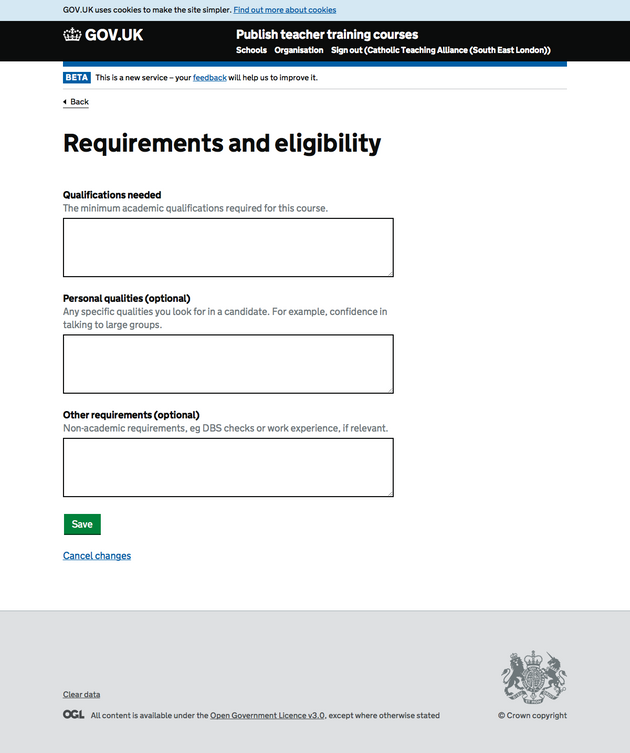 GOV.UK uses cookies to make the site simpler. Find out more about cookies
GOV.UK
Publish teacher training courses
Schools Organisation Sign out (Catholic Teaching Alliance (South East London))
BETA This is a new service – your feedback will help us to improve it.
Back
Requirements and eligibility
Qualifications needed
The minimum academic qualifications required for this course.
Personal qualities (optional)
Any specific qualities you look for in a candidate. For example, confidence in
talking to large groups.
Other requirements (optional)
Non-academic requirements, eg DBS checks or work experience, if relevant.
Save
Cancel changes
Clear data
OGL All content is available under the Open Government Licence v3.0, except where otherwise stated
© Crown copyright